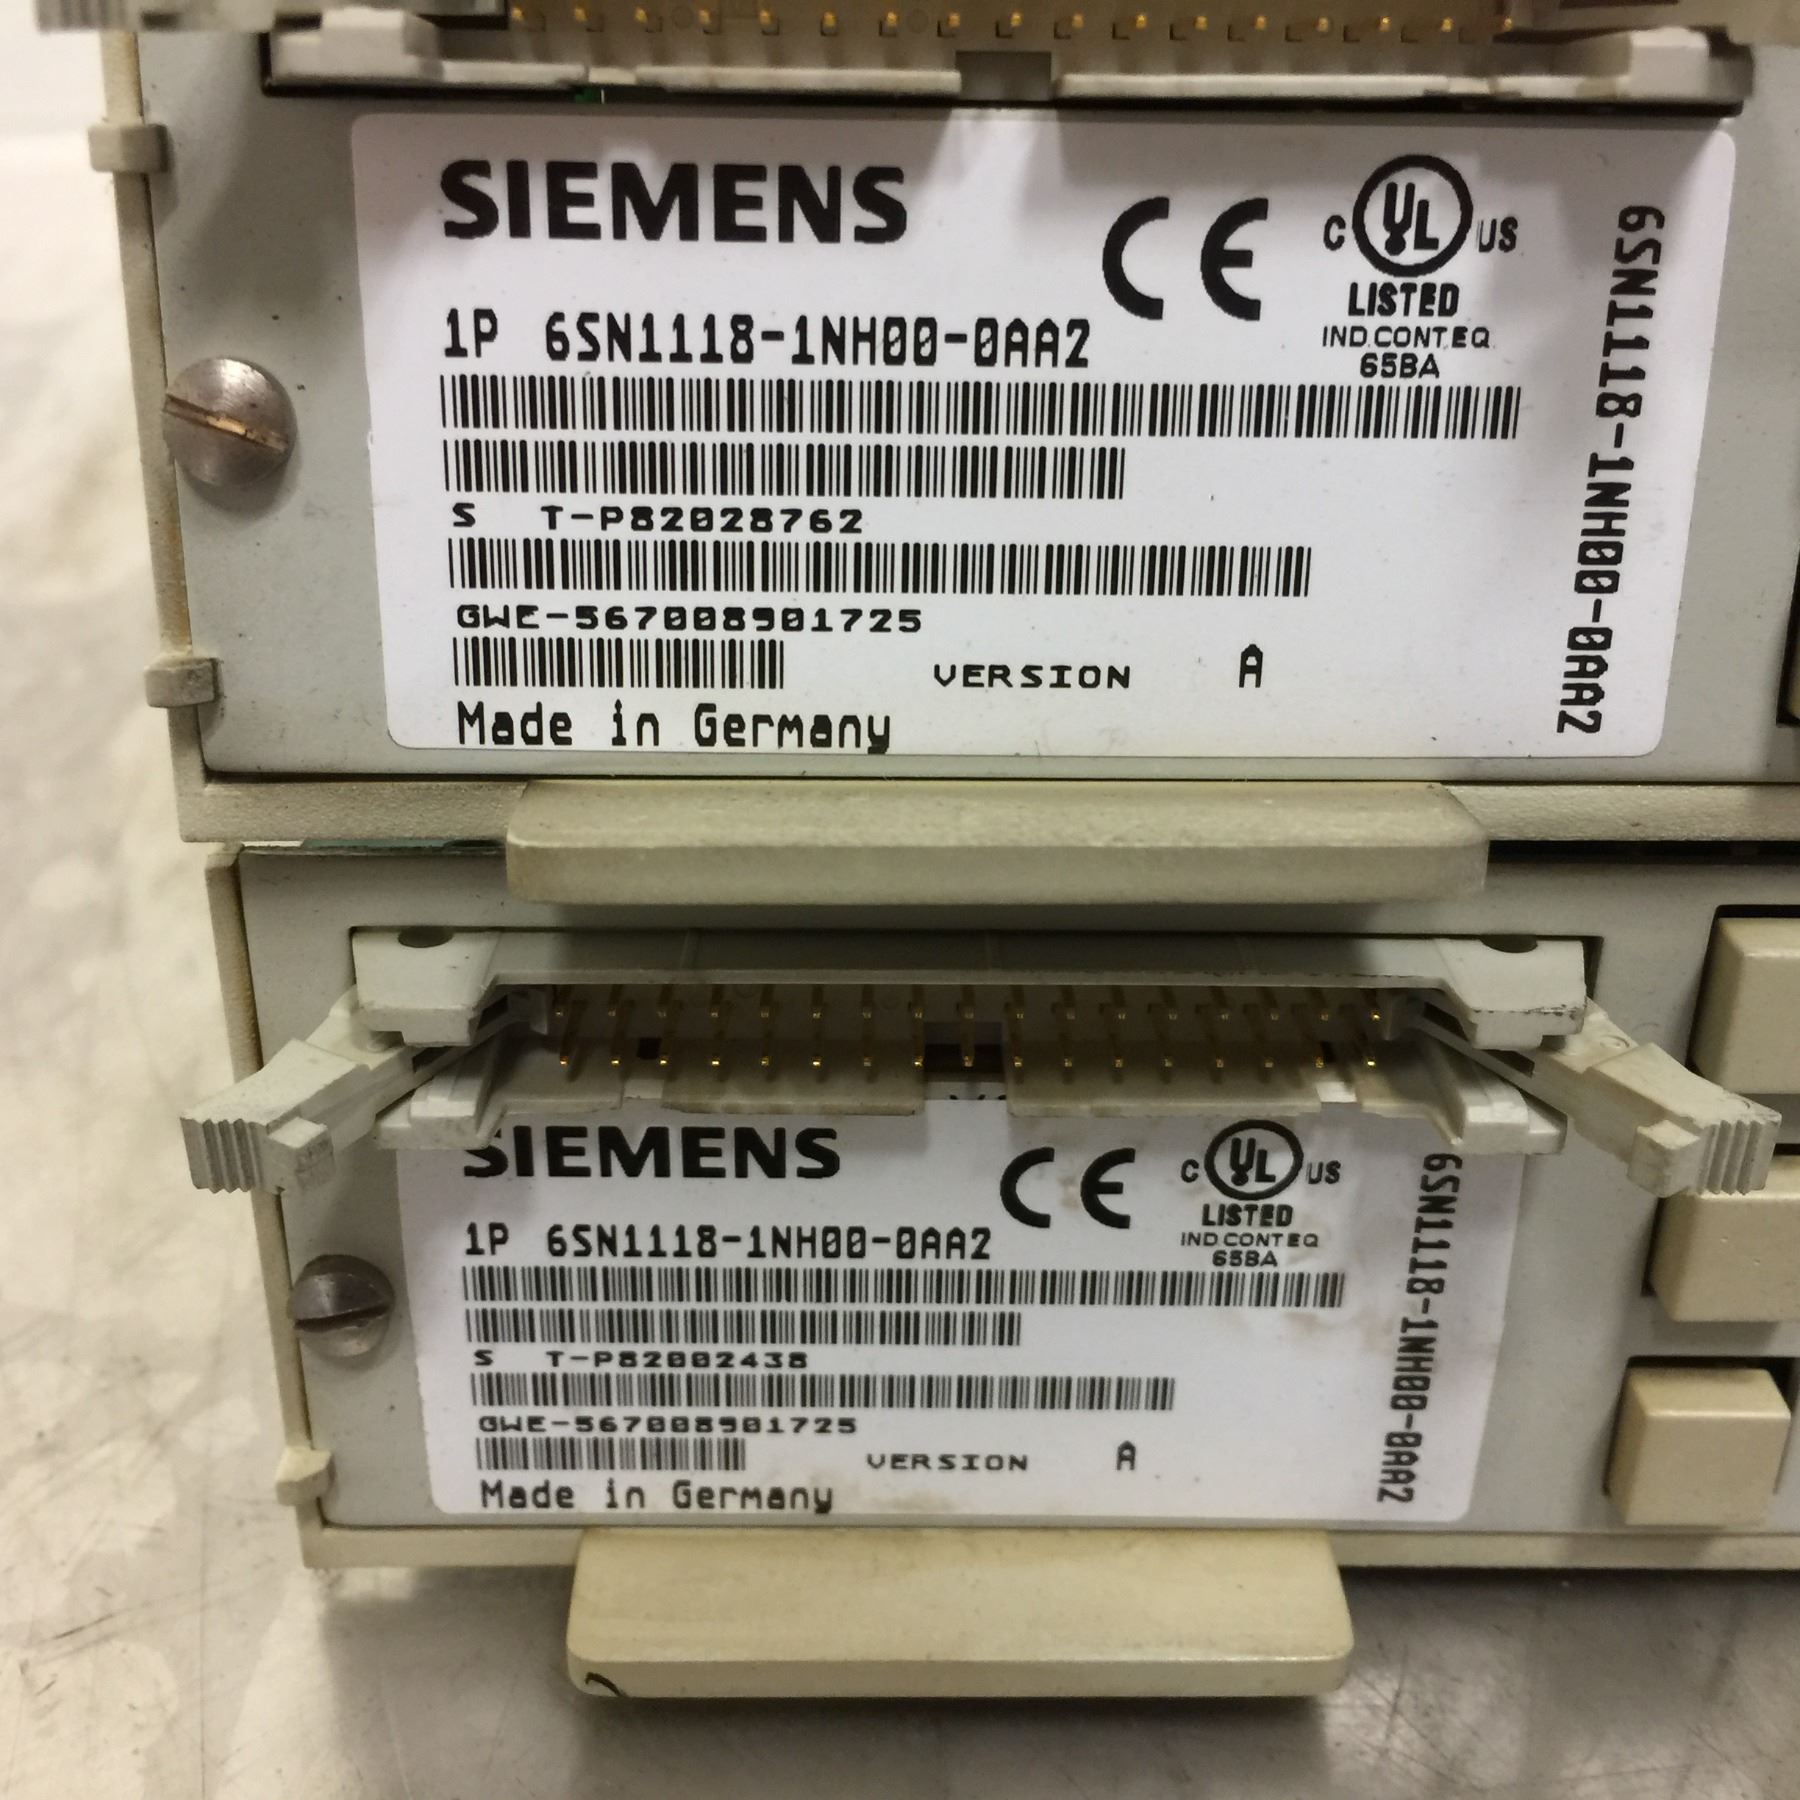 SIEMENS
CE
C UL US
LISTED
IND.CONT.EQ.
65BA
1P 6SN1118-1NH00-0AA2
S T-P82028762
GWE-567008901725
VERSION A
Made in Germany
6SN1118-1NH00-0AA2
SIEMENS
CE
C UL US
LISTED
IND CONT EQ
65BA
1P 6SN1118-1NH00-0AA2
S T-P82002438
GWE-567008901725
VERSION A
Made in Germany
6SN1118-1NH00-0AA2